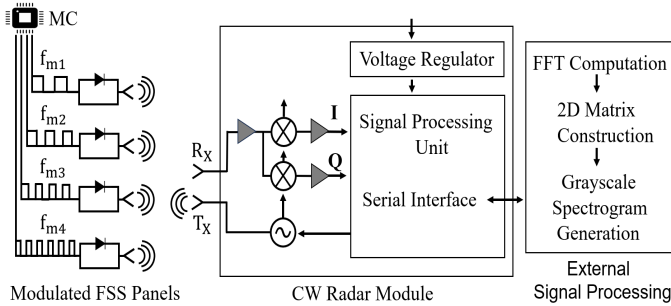 MC
fm1
fm2
fm3
fm4
Modulated FSS Panels
RX
TX
I
Q
Voltage Regulator
Signal Processing
Unit
Serial Interface
CW Radar Module
FFT Computation
2D Matrix
Construction
Grayscale
Spectrogram
Generation
External
Signal Processing